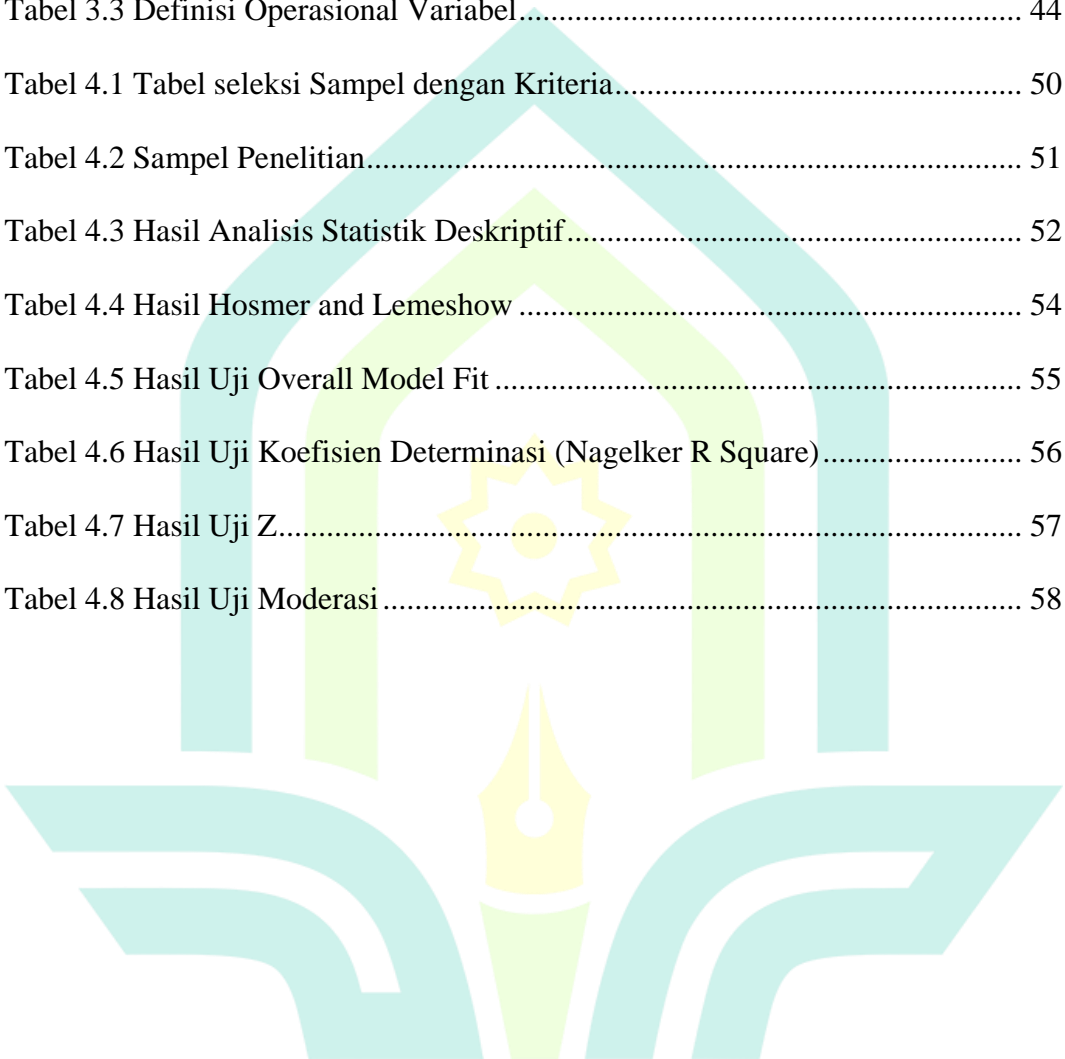 Tabel 3.3 Definisi Operasional Variabel........................................................... 44
Tabel 4.1 Tabel seleksi Sampel dengan Kriteria............................................. 50
Tabel 4.2 Sampel Penelitian............................................................................. 51
Tabel 4.3 Hasil Analisis Statistik Deskriptif.................................................... 52
Tabel 4.4 Hasil Hosmer and Lemeshow .......................................................... 54
Tabel 4.5 Hasil Uji Overall Model Fit ............................................................. 55
Tabel 4.6 Hasil Uji Koefisien Determinasi (Nagelker R Square)...................... 56
Tabel 4.7 Hasil Uji Z........................................................................................ 57
Tabel 4.8 Hasil Uji Moderasi........................................................................... 58